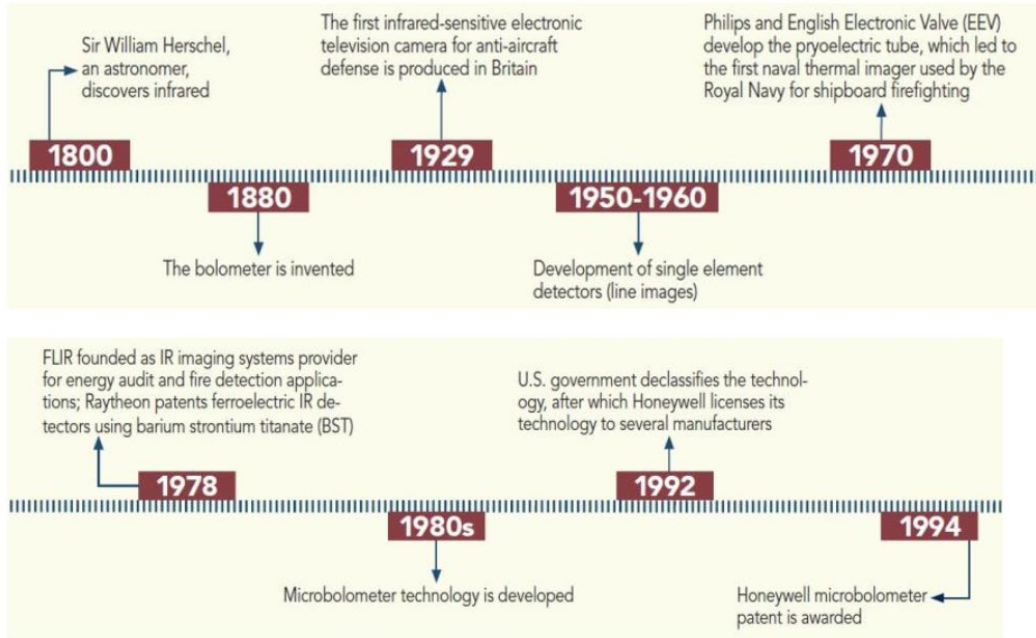 Sir William Herschel,
an astronomer,
discovers infrared
The first infrared-sensitive electronic
television camera for anti-aircraft
defense is produced in Britain
Philips and English Electronic Valve (EEV)
develop the pryoelectric tube, which led to
the first naval thermal imager used by the
Royal Navy for shipboard firefighting
1800
1929
1970
1880
1950-1960
The bolometer is invented
Development of single element
detectors (line images)
FLIR founded as IR imaging systems provider
for energy audit and fire detection applica-
tions; Raytheon patents ferroelectric IR de-
tectors using barium strontium titanate (BST)
U.S. government declassifies the technol-
ogy, after which Honeywell licenses its
technology to several manufacturers
1978
1992
1980s
1994
Microbolometer technology is developed
Honeywell microbolometer
patent is awarded